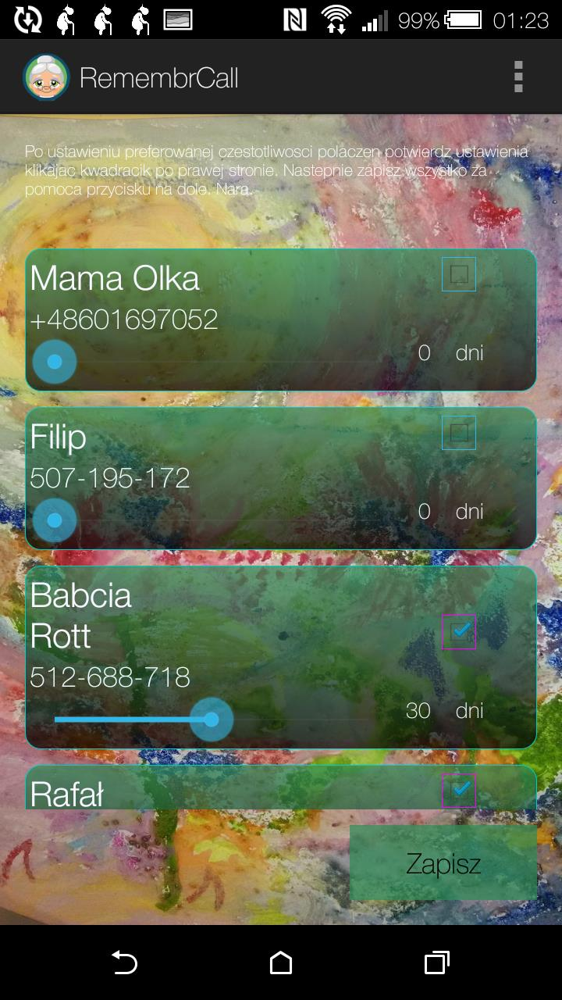 99% 01:23
RemembrCall
Po ustawieniu preferowanej czestotliwosci polaczen potwierdz ustawienia
klikajac kwadracik po prawej stronie. Nastepnie zapisz wszystko za
pomoca przycisku na dole. Nara.
Mama Olka
+48601697052
0 dni
Filip
507-195-172
0 dni
Babcia
Rott
512-688-718
30 dni
Rafał
Zapisz